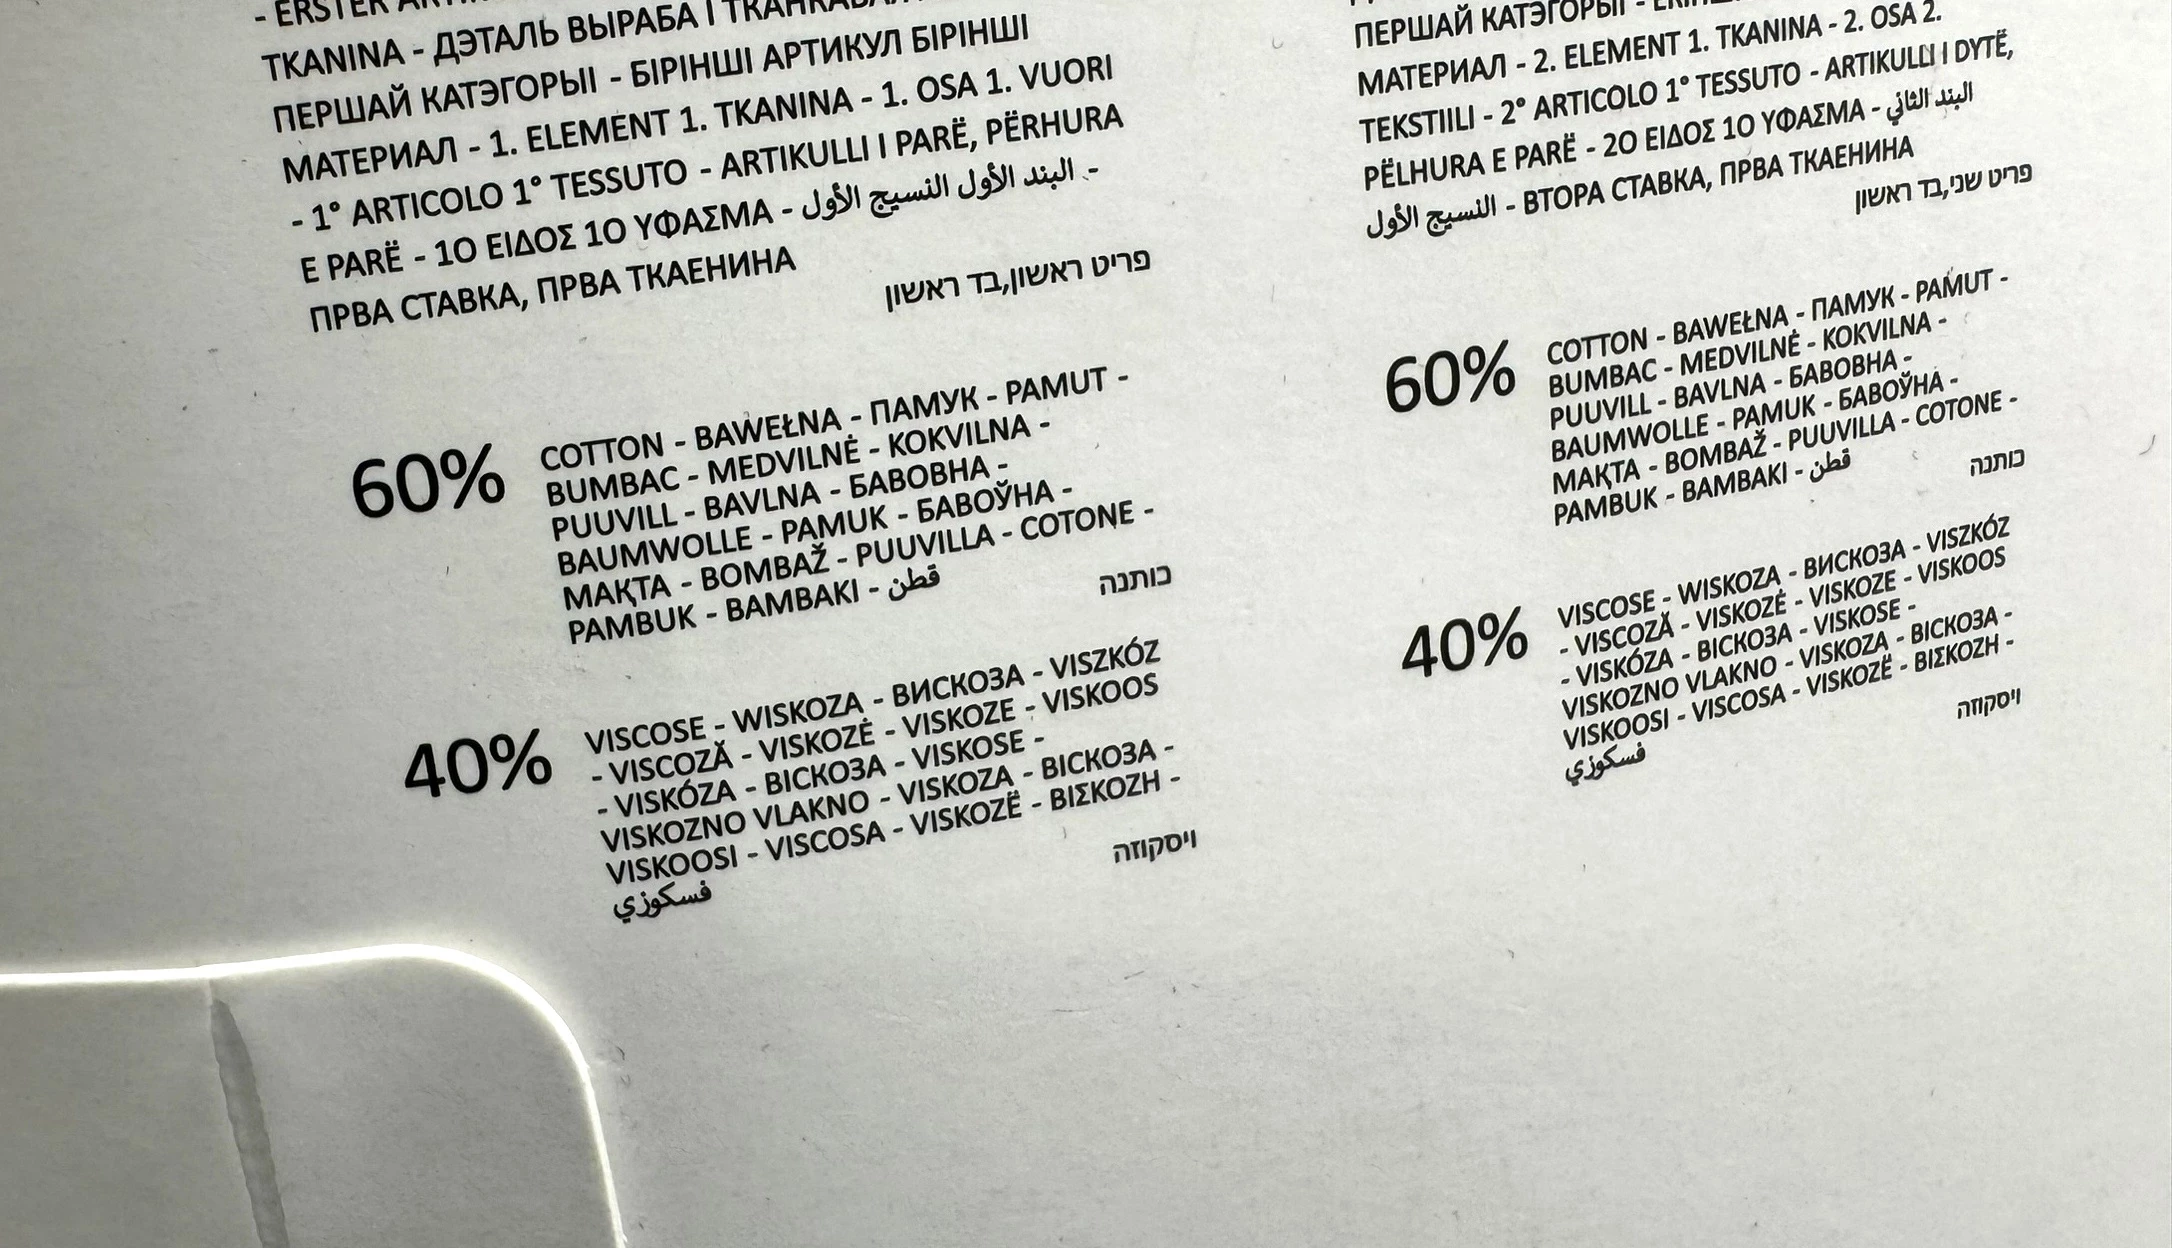 - ERSTER
TKANINA - ДЭТАЛЬ ВЫРАБА І
ПЕРШАЙ КАТЭГОРЫІ - БІРІНШІ АРТИКУЛ БІРІНШІ
МАТЕРИАЛ - 1. ELEMENT 1. TKANINA - 1. OSA 1. VUORI
- 1° ARTICOLO 1° TESSUTO - ARTIKULLI I PARË, PËRHURA
E PARË - 1Ο ΕΙΔΟΣ 1Ο ΥΦΑΣΜΑ - البند الأول النسيج الأول -
ПРВА СТАВКА, ПРВА ТКАЕНИНА
פריט ראשון,בד ראשון
60%
COTTON - BAWEŁNA - ПАМУК - PAMUT -
BUMBAC - MEDVILNĖ - KOKVILNA -
PUUVILL - BAVLNA - БАВОВНА -
BAUMWOLLE - PAMUK - БАВОЎНА -
МАҚТА - BOMBAŽ - PUUVILLA - COTONE -
PAMBUK - BAMBAKI - قطن
כותנה
40%
VISCOSE - WISKOZA - ВИСКОЗА - VISZKÓZ
- VISCOZĂ - VISKOZĖ - VISKOZE - VISKOOS
- VISKÓZA - ВІСКОЗА - VISKOSE -
VISKOZNO VLAKNO - VISKOZA - ВІСКОЗА -
VISKOOSI - VISCOSA - VISKOZË - ΒΙΣΚΟΖΗ -
فسكوزي
ויסקוזה
ПЕРШАЙ КАТЭГОРЫІ -
МАТЕРИАЛ - 2. ELEMENT 1. TKANINA - 2. OSA 2.
TEKSTIILI - 2° ARTICOLO 1° TESSUTO - ARTIKULLI I DYTË,
PËLHURA E PARË - 2Ο ΕΙΔΟΣ 1Ο ΥΦΑΣΜΑ - البند الثاني
النسيج الأول - ВТОРА СТАВКА, ПРВА ТКАЕНИНА
פריט שני,בד ראשון
60%
COTTON - BAWEŁNA - ПАМУК - PAMUT -
BUMBAC - MEDVILNĖ - KOKVILNA -
PUUVILL - BAVLNA - БАВОВНА -
BAUMWOLLE - PAMUK - БАВОЎНА -
МАҚТА - BOMBAŽ - PUUVILLA - COTONE -
PAMBUK - BAMBAKI - قطن
כותנה
40%
VISCOSE - WISKOZA - ВИСКОЗА - VISZKÓZ
- VISCOZĂ - VISKOZĖ - VISKOZE - VISKOOS
- VISKÓZA - ВІСКОЗА - VISKOSE -
VISKOZNO VLAKNO - VISKOZA - ВІСКОЗА -
VISKOOSI - VISCOSA - VISKOZË - ΒΙΣΚΟΖΗ -
فسكوزي
ויסקוזה